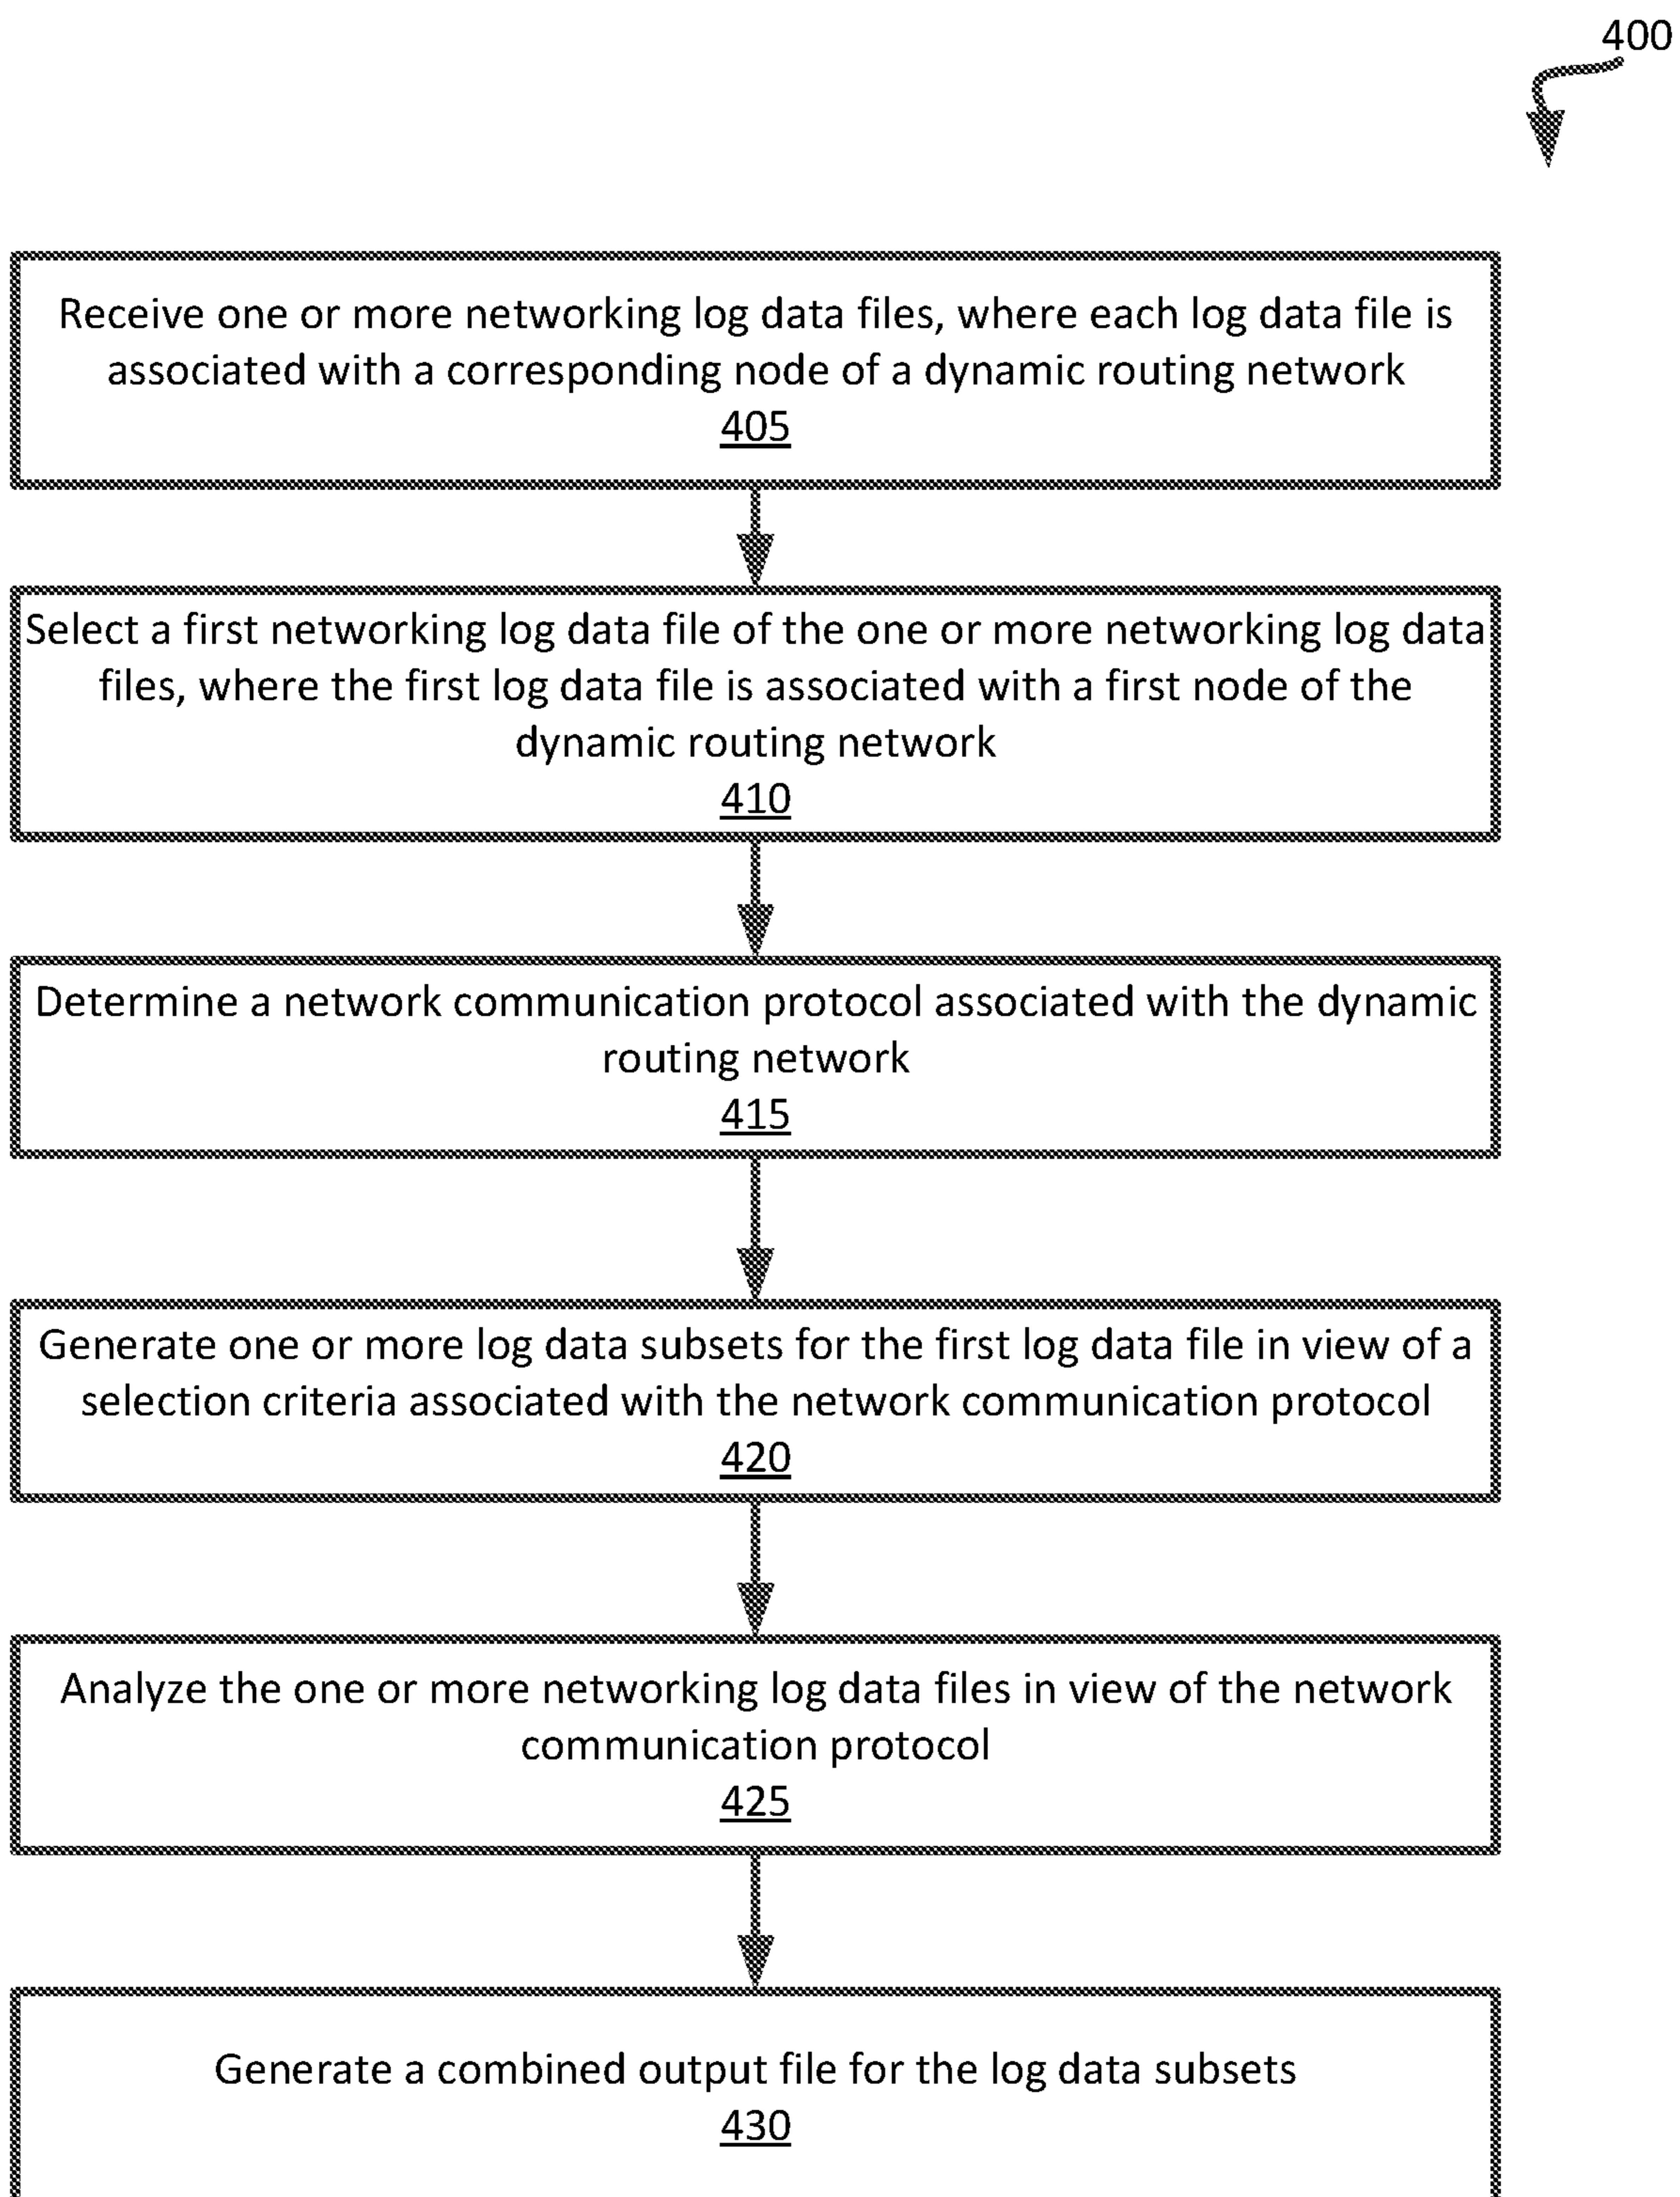 400
Receive one or more networking log data files, where each log data file is
associated with a corresponding node of a dynamic routing network
405
Select a first networking log data file of the one or more networking log data
files, where the first log data file is associated with a first node of the
dynamic routing network
410
Determine a network communication protocol associated with the dynamic
routing network
415
Generate one or more log data subsets for the first log data file in view of a
selection criteria associated with the network communication protocol
420
Analyze the one or more networking log data files in view of the network
communication protocol
425
Generate a combined output file for the log data subsets
430